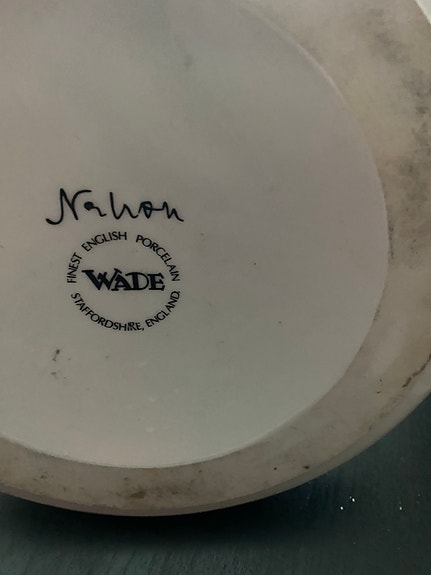 Nelson
FINEST ENGLISH PORCELAIN
WADE
STAFFORDSHIRE, ENGLAND.